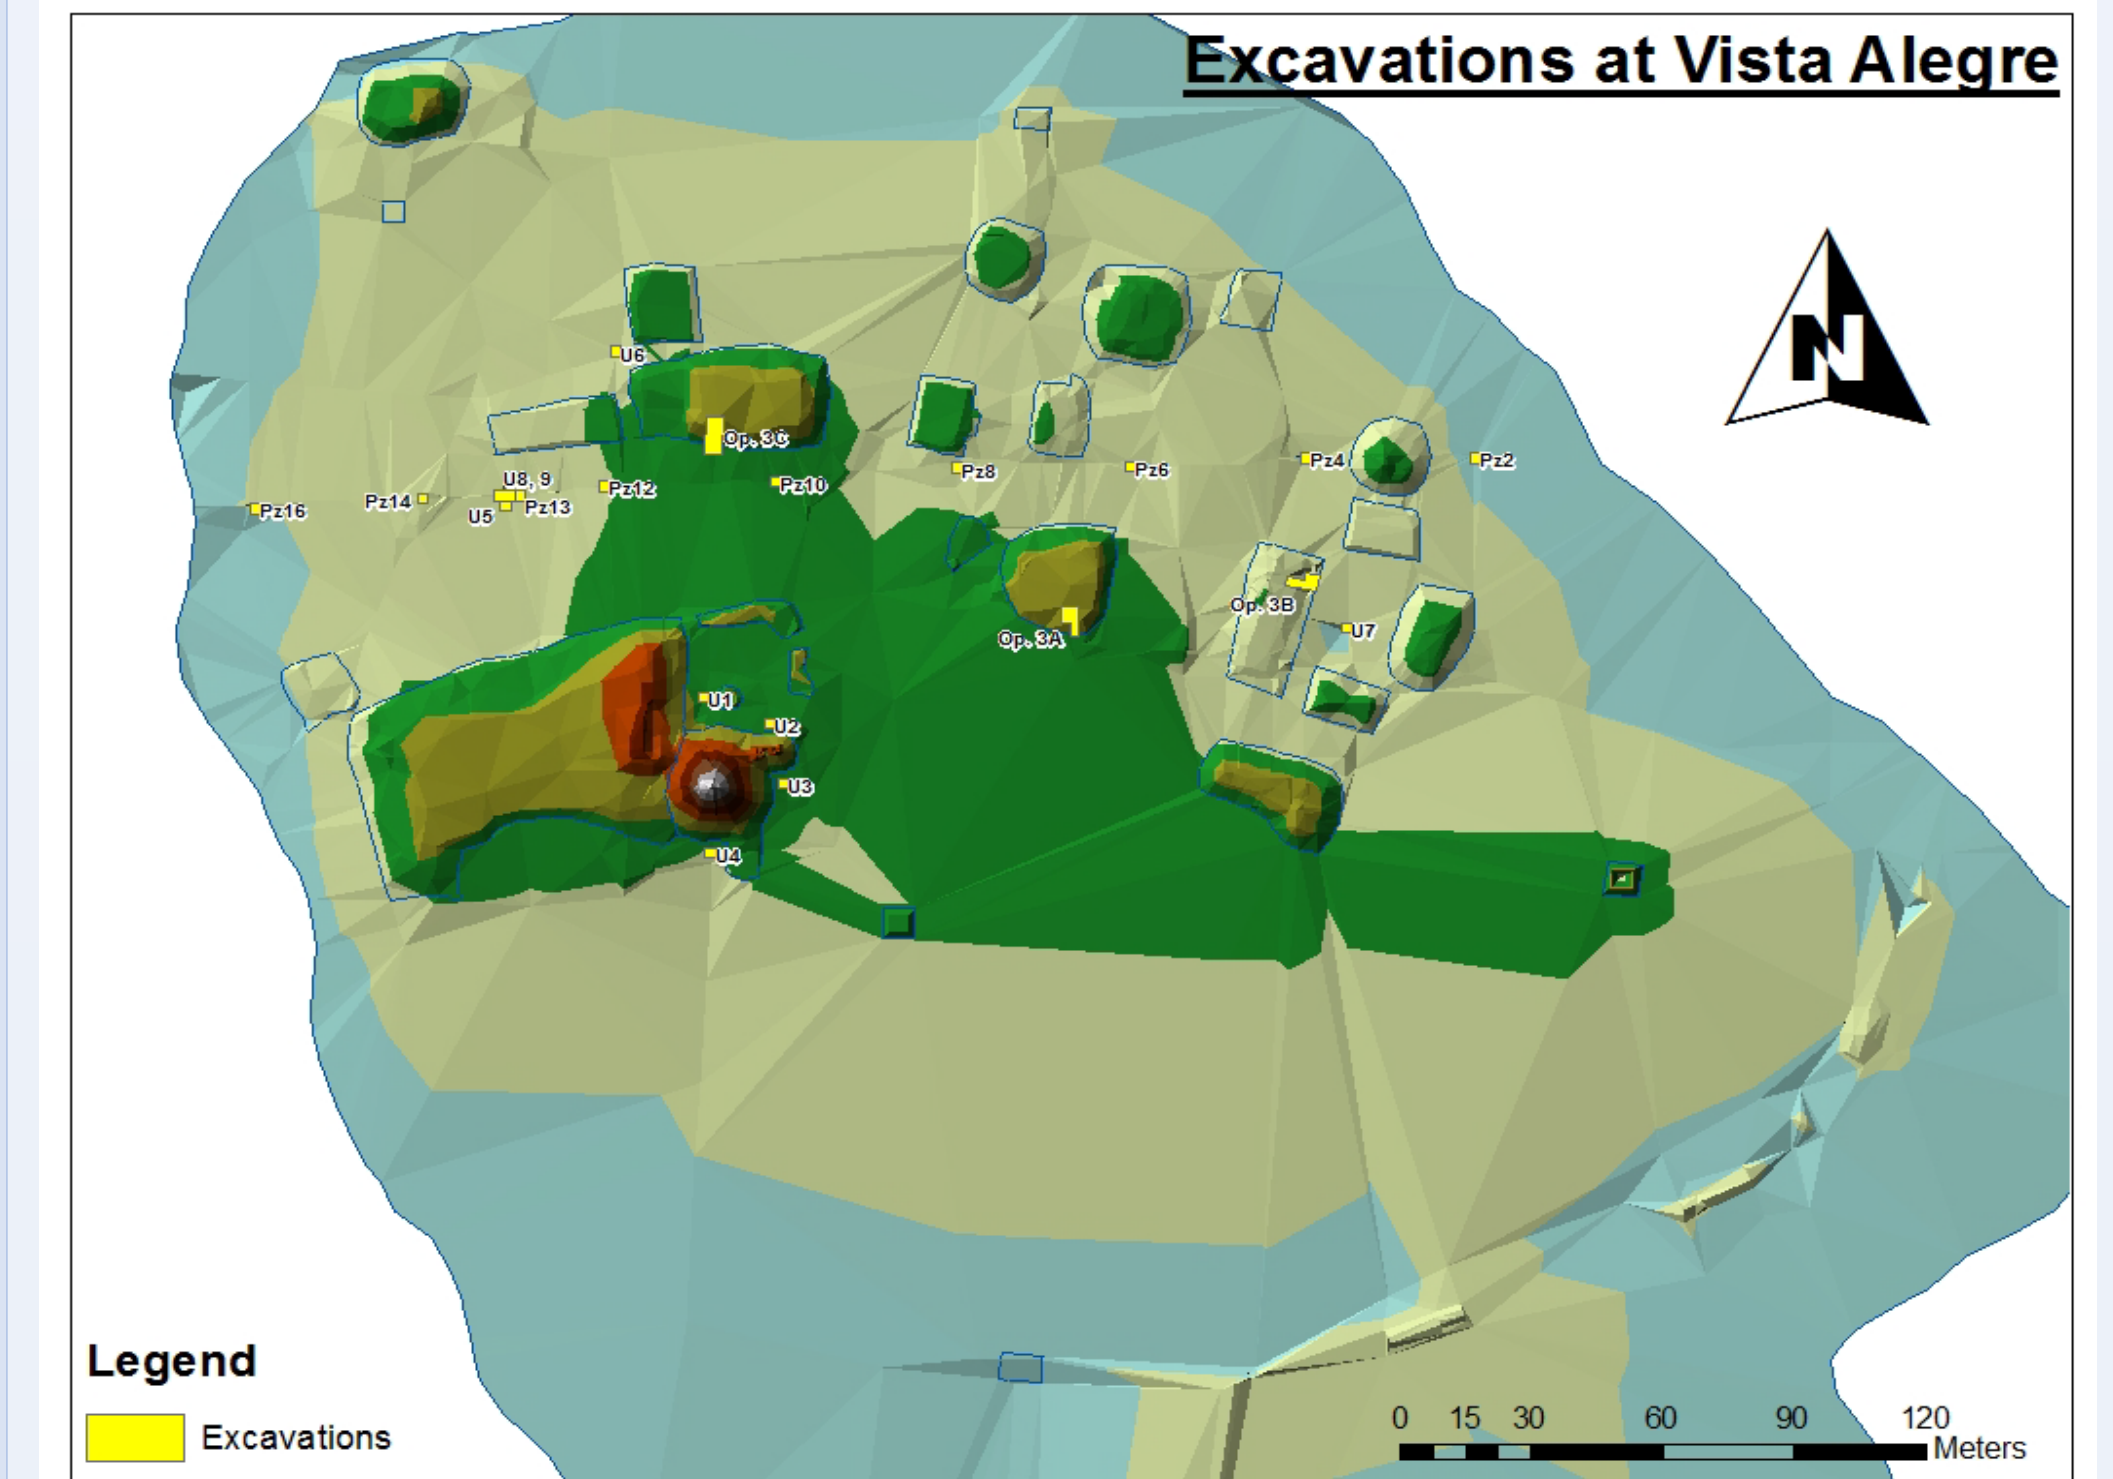 Excavations at Vista Alegre
N
U6
Op. 3C
Pz8
Pz6
Pz4
Pz2
U8, 9
Pz16
Pz14
U5
Pz13
Pz12
Pz10
Op. 3B
Op. 3A
U7
U1
U2
U3
U4
Legend
Excavations
0 15 30 60 90 120
Meters